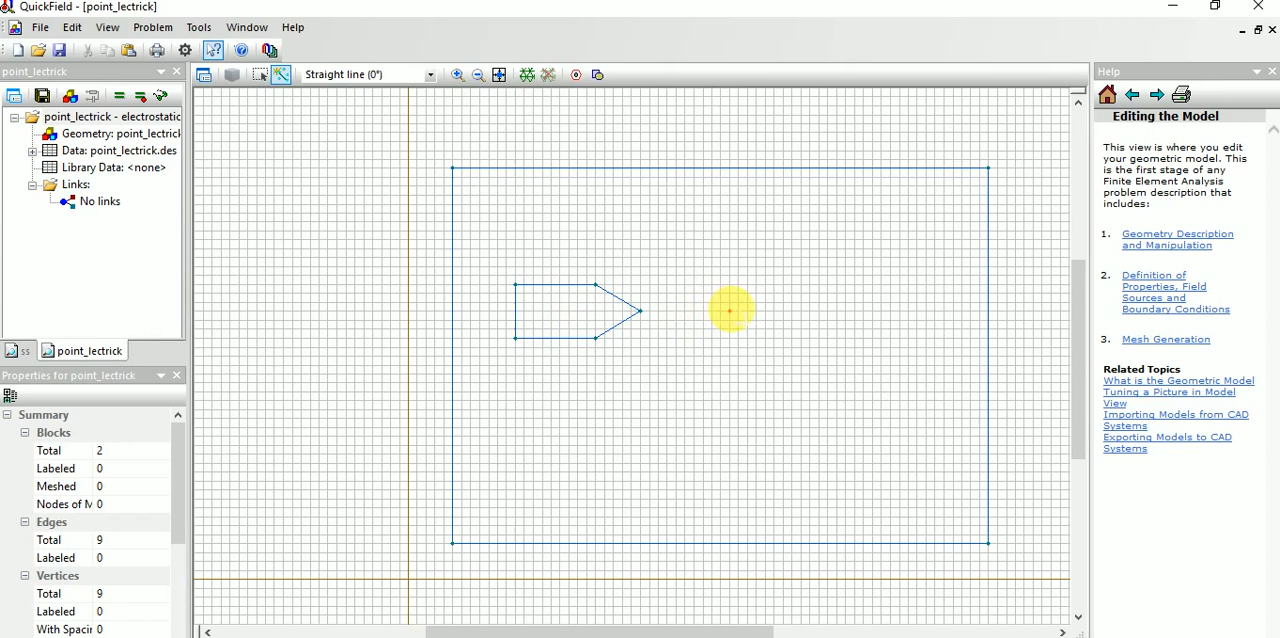 QuickField - [point_lectrick]
File Edit View Problem Tools Window Help
point_lectrick
Straight line (0°)
point_lectrick - electrostatic
Geometry: point_lectrick
Data: point_lectrick.des
Library Data: <none>
Links:
No links
ss point_lectrick
Properties for point_lectrick
Summary
Blocks
Total 2
Labeled 0
Meshed 0
Nodes of M 0
Edges
Total 9
Labeled 0
Vertices
Total 9
Labeled 0
With Spacir 0
Help
Editing the Model
This view is where you edit
your geometric model. This
is the first stage of any
Finite Element Analysis
problem description that
includes:
1. Geometry Description
and Manipulation
2. Definition of
Properties, Field
Sources and
Boundary Conditions
3. Mesh Generation
Related Topics
What is the Geometric Model
Tuning a Picture in Model
View
Importing Models from CAD
Systems
Exporting Models to CAD
Systems